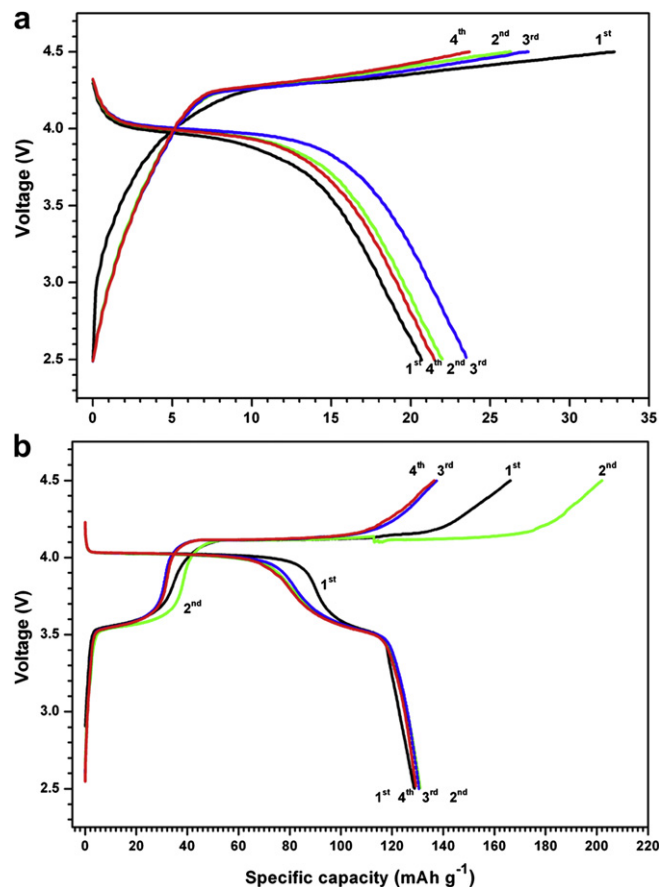 a
4th 2nd 3rd 1st
4.5
4.0
3.5
3.0
2.5
Voltage (V)
1st 4th 2nd 3rd
0 5 10 15 20 25 30 35
b
4th 3rd 1st 2nd
4.5
4.0
3.5
3.0
2.5
Voltage (V)
1st
2nd
1st 4th 3rd 2nd
0 20 40 60 80 100 120 140 160 180 200 220
Specific capacity (mAh g-1)